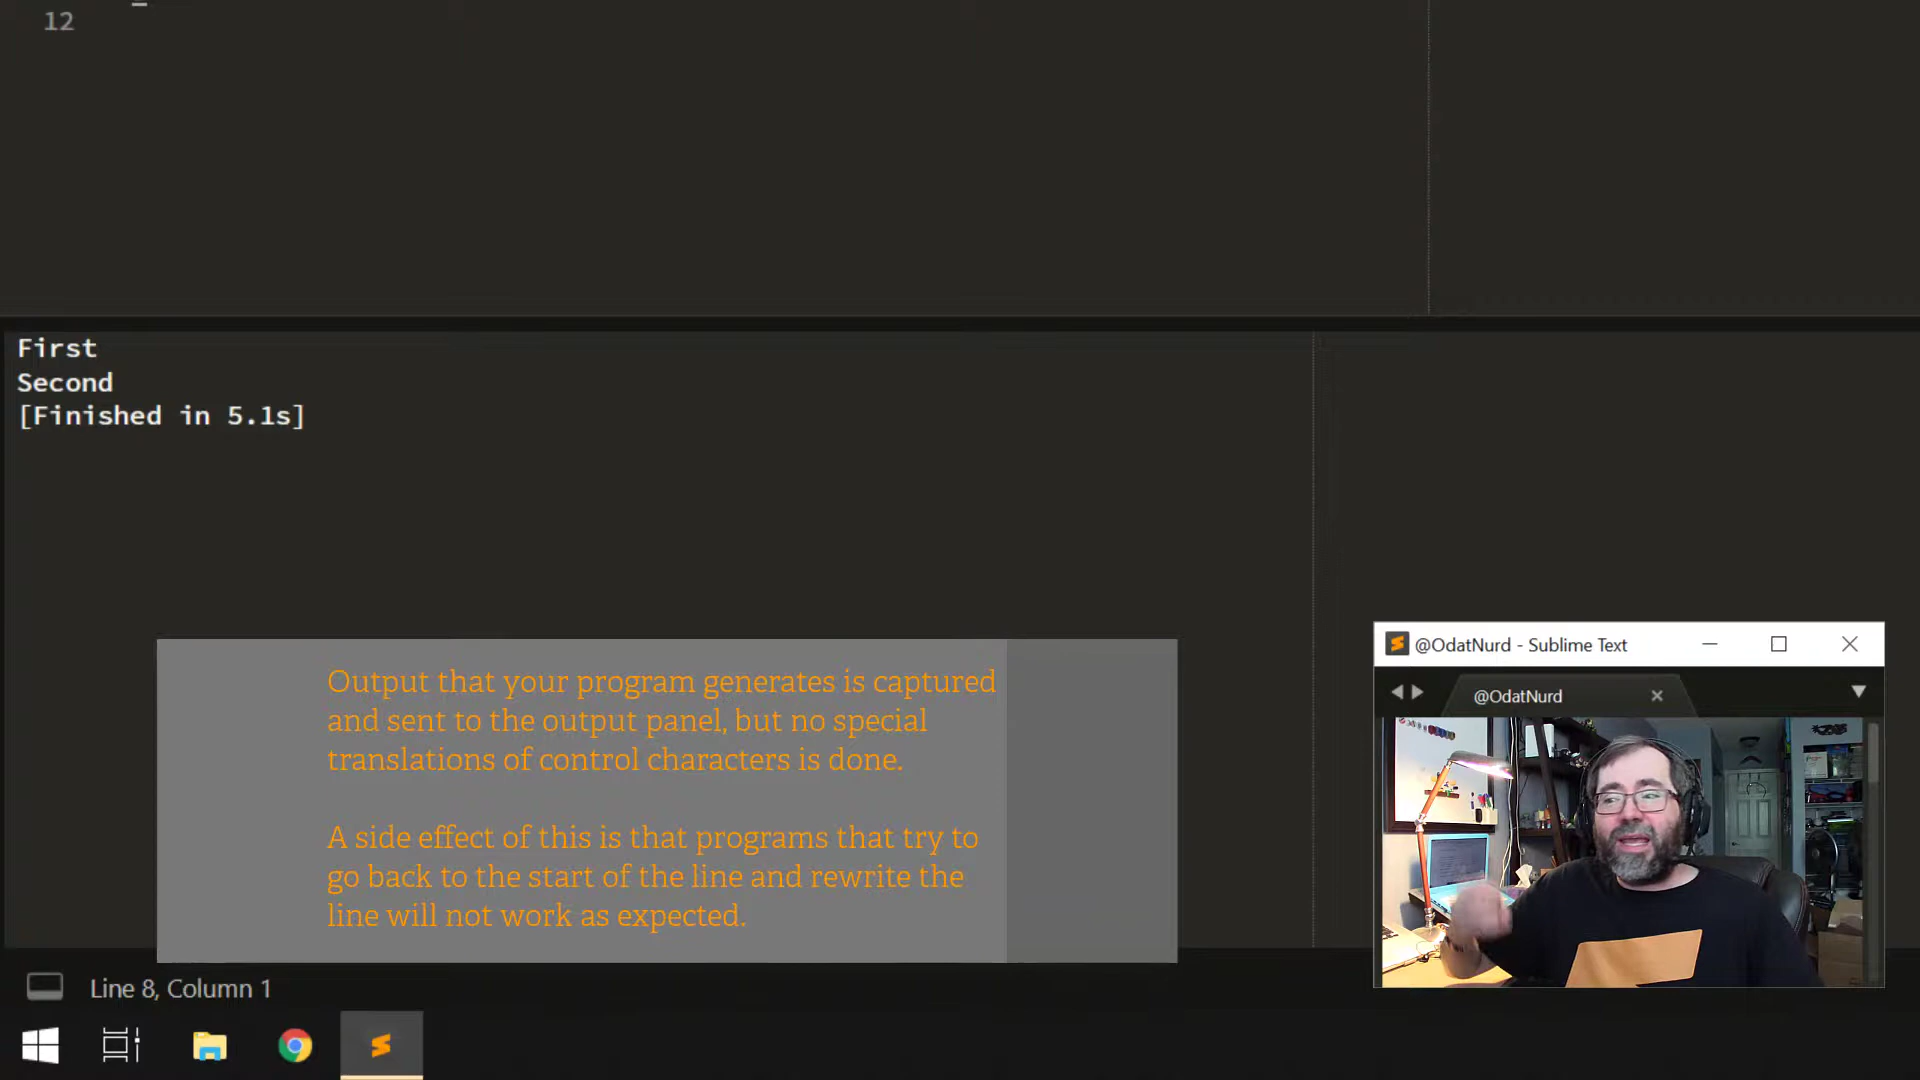 12
First
Second
[Finished in 5.1s]
Output that your program generates is captured
and sent to the output panel, but no special
translations of control characters is done.
A side effect of this is that programs that try to
go back to the start of the line and rewrite the
line will not work as expected.
@OdatNurd - Sublime Text
@OdatNurd
Line 8, Column 1